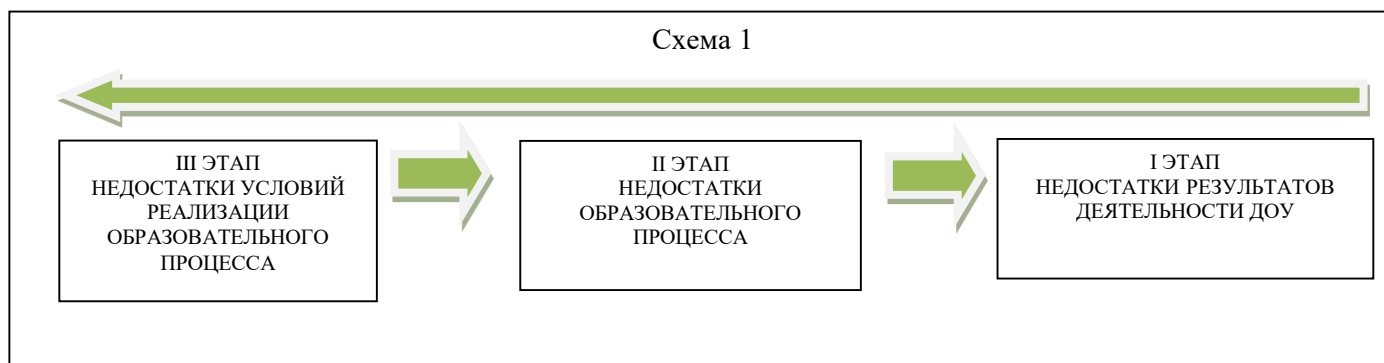 Схема 1
III ЭТАП
НЕДОСТАТКИ УСЛОВИЙ
РЕАЛИЗАЦИИ
ОБРАЗОВАТЕЛЬНОГО
ПРОЦЕССА
II ЭТАП
НЕДОСТАТКИ
ОБРАЗОВАТЕЛЬНОГО
ПРОЦЕССА
I ЭТАП
НЕДОСТАТКИ РЕЗУЛЬТАТОВ
ДЕЯТЕЛЬНОСТИ ДОУ